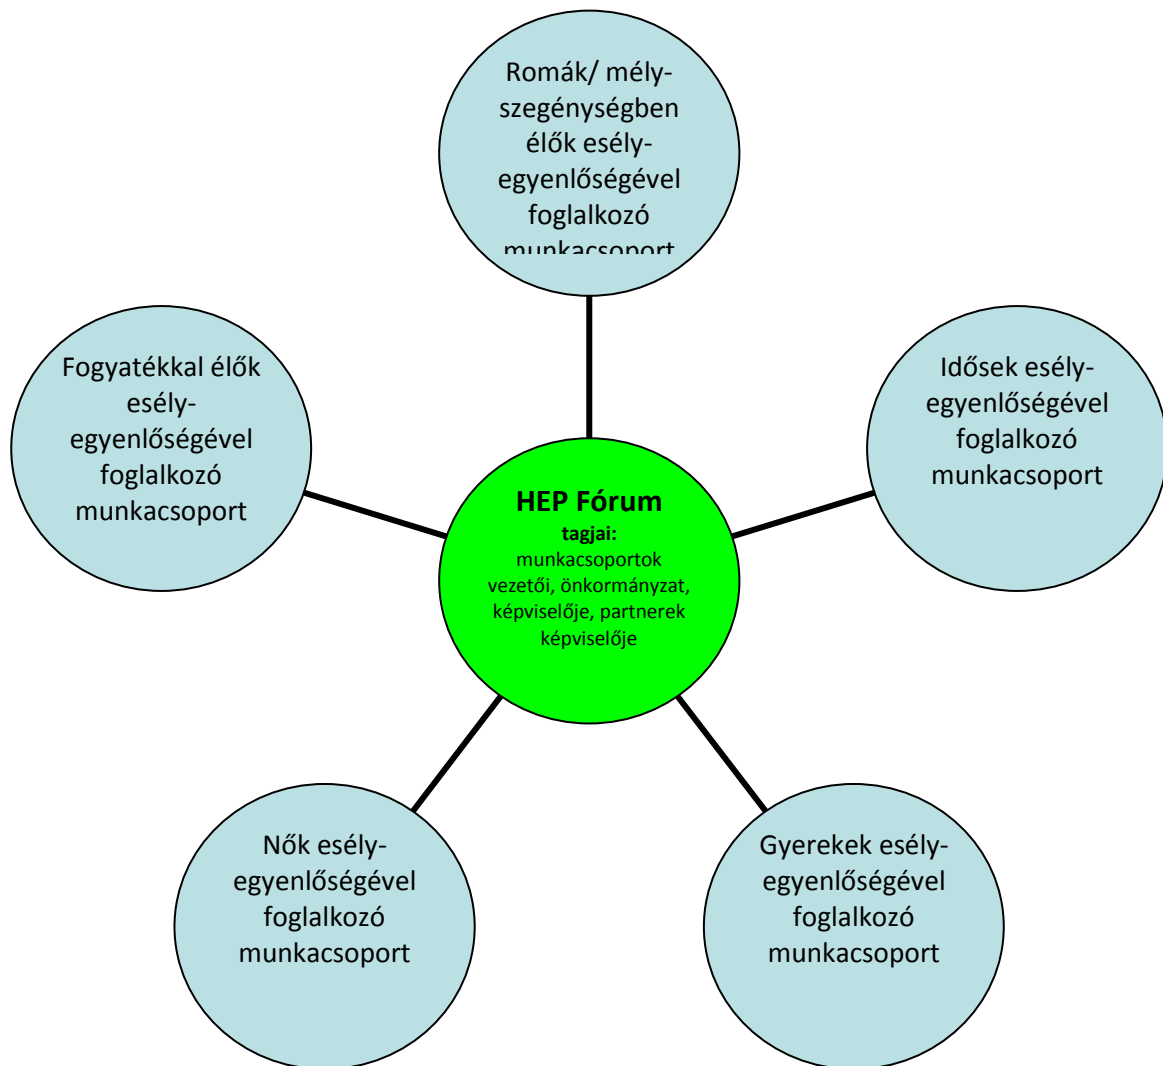 Romák/ mély-
szegénységben
élők esély-
egyenlőségével
foglalkozó
munkacsoport
Fogyatékkal élők
esély-
egyenlőségével
foglalkozó
munkacsoport
Idősek esély-
egyenlőségével
foglalkozó
munkacsoport
HEP Fórum
tagjai:
munkacsoportok
vezetői, önkormányzat,
képviselője, partnerek
képviselője
Nők esély-
egyenlőségével
foglalkozó
munkacsoport
Gyerekek esély-
egyenlőségével
foglalkozó
munkacsoport